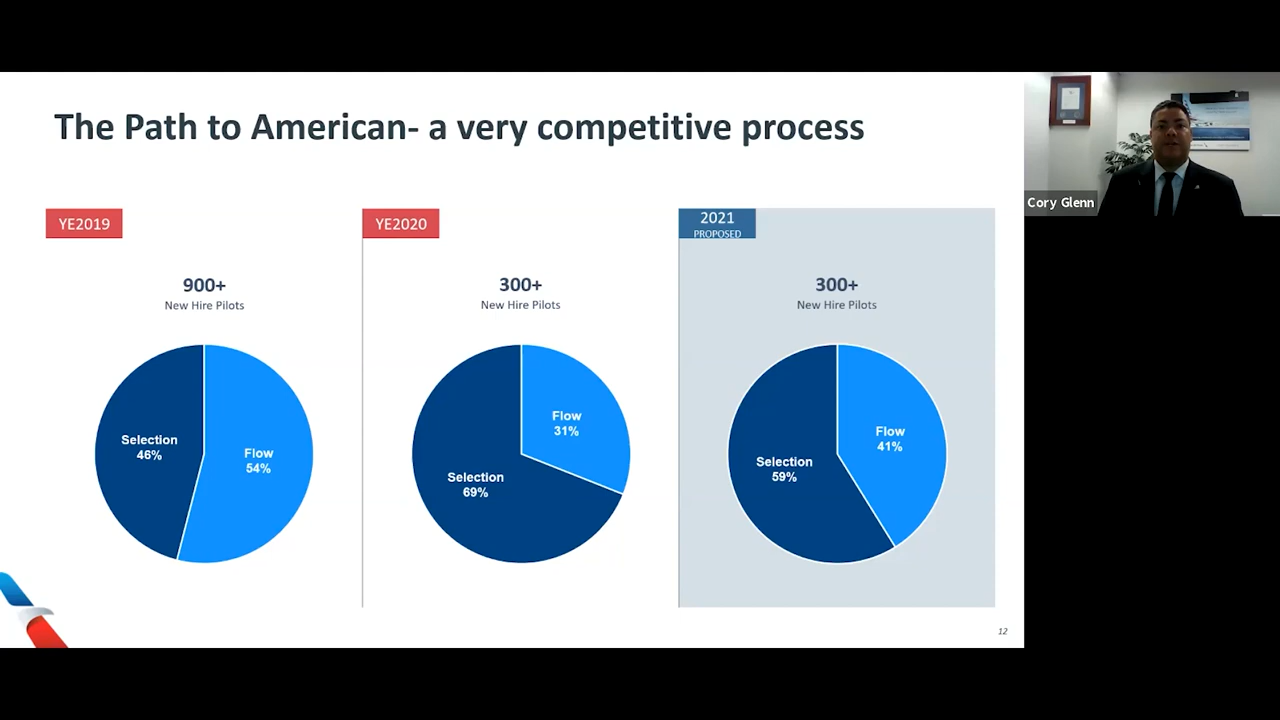 The Path to American- a very competitive process
YE2019
900+
New Hire Pilots
Selection
46%
Flow
54%
YE2020
300+
New Hire Pilots
Flow
31%
Selection
69%
2021
PROPOSED
300+
New Hire Pilots
Flow
41%
Selection
59%
12
Cory Glenn